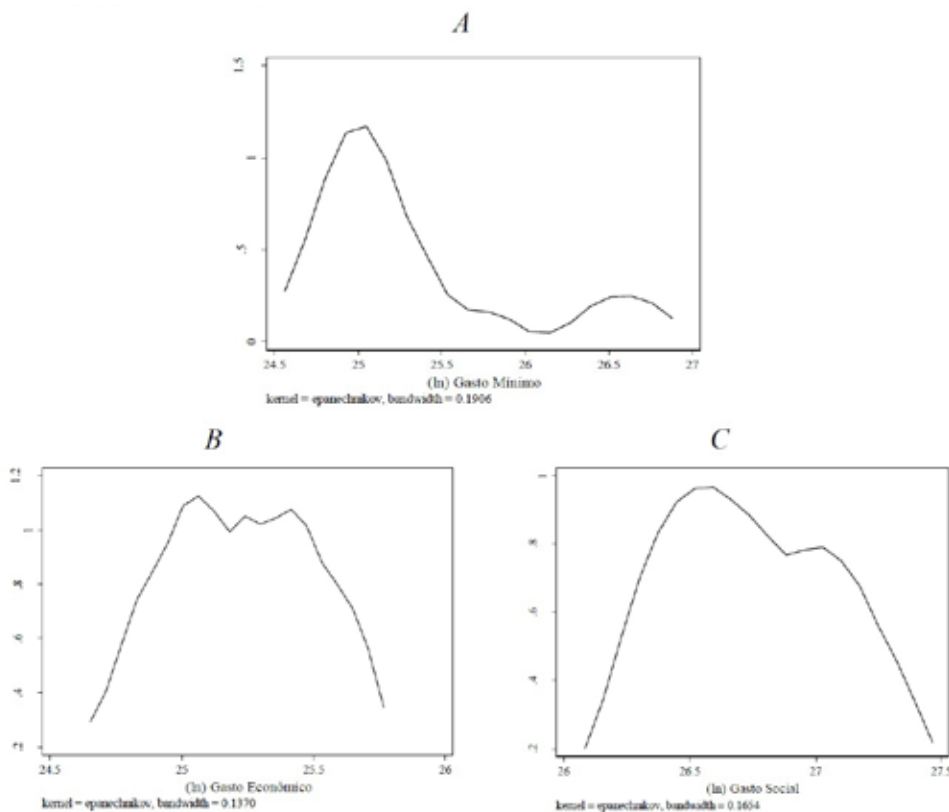 A
1.5
1
.5
0
24.5 25 25.5 26 26.5 27
(ln) Gasto Mínimo
kernel = epanechnikov, bandwidth = 0.1906
B
1.2
1
.8
.6
.4
.2
24.5 25 25.5 26
(ln) Gasto Econômico
kernel = epanechnikov, bandwidth = 0.1370
C
1
.8
.6
.4
.2
26 26.5 27 27.5
(ln) Gasto Social
kernel = epanechnikov, bandwidth = 0.1654